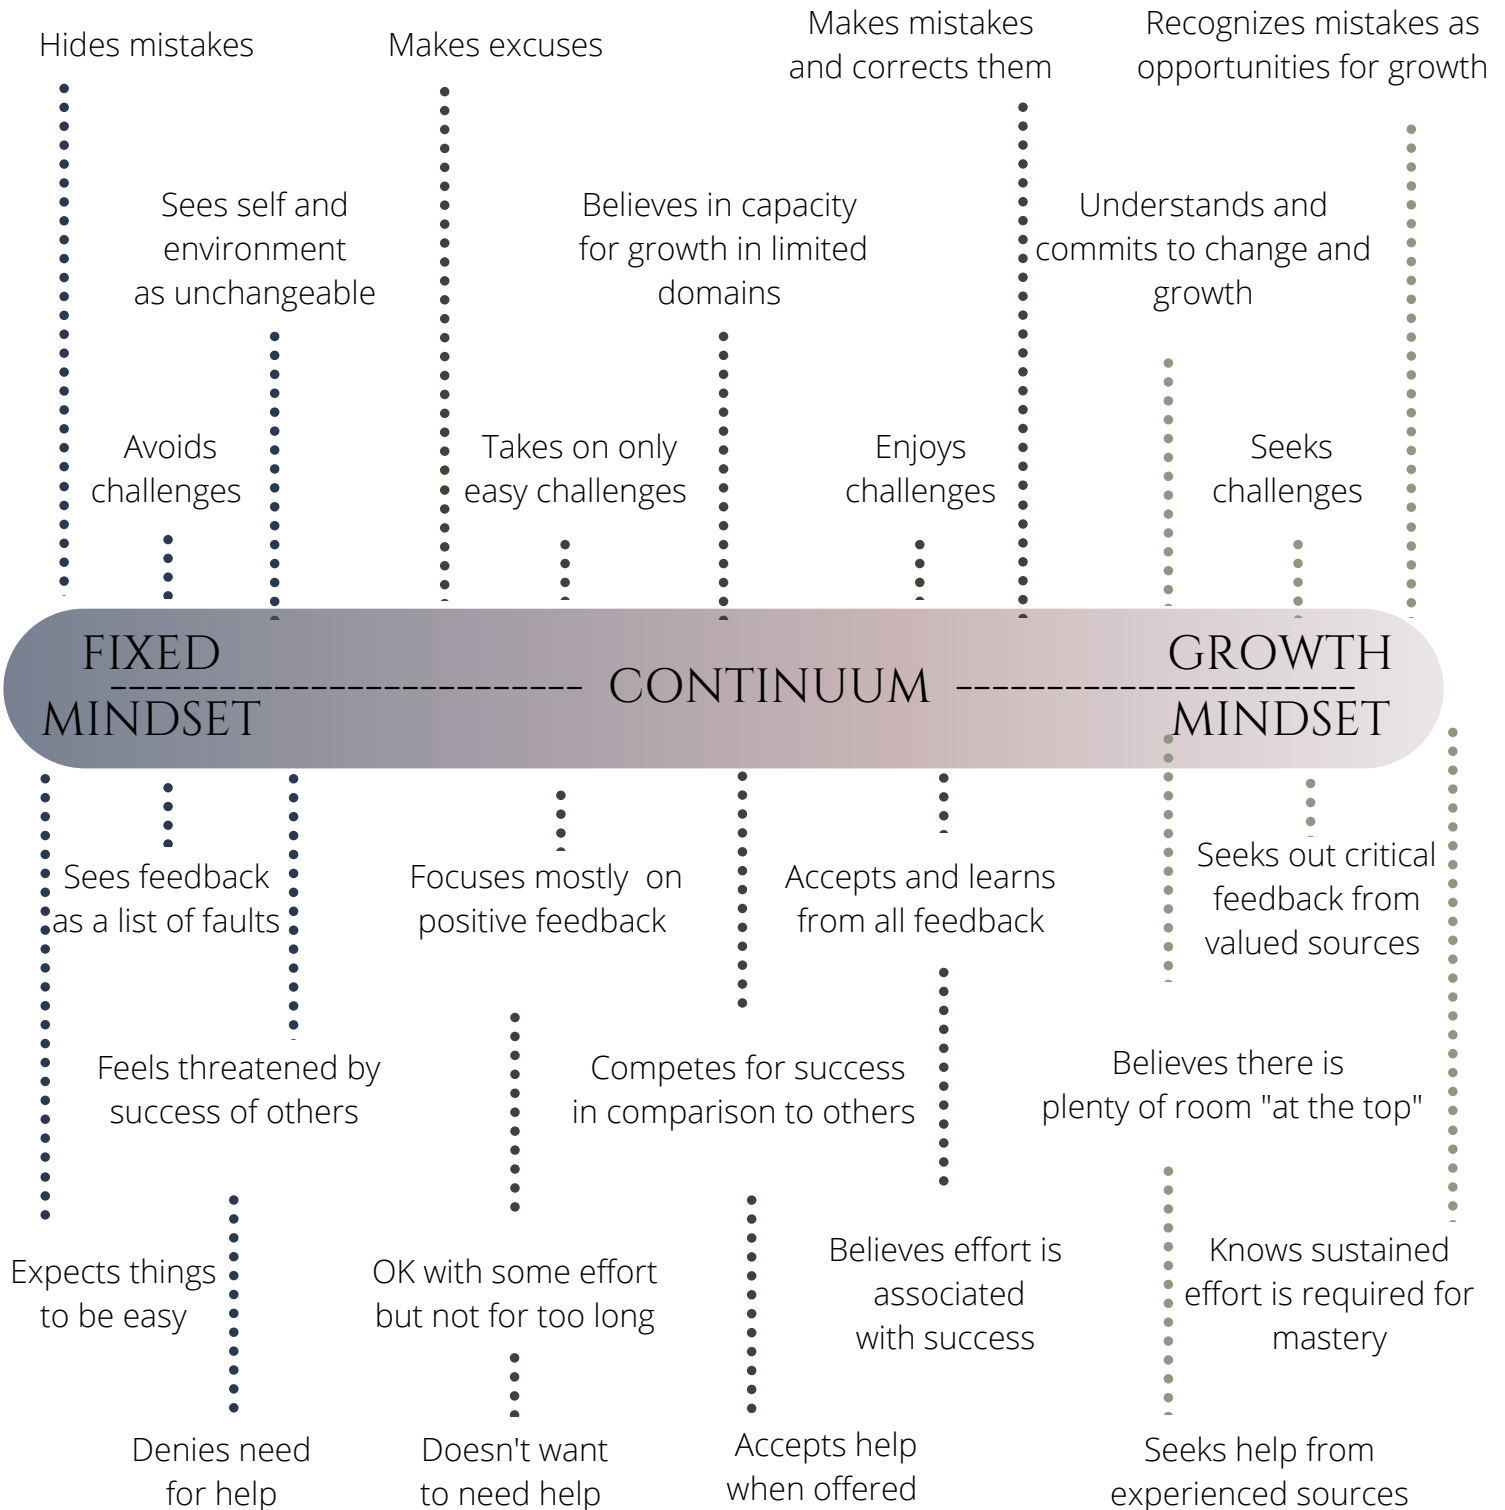 Hides mistakes
Makes excuses
Makes mistakes
and corrects them
Recognizes mistakes as
opportunities for growth
Sees self and
environment
as unchangeable
Believes in capacity
for growth in limited
domains
Understands and
commits to change and
growth
Avoids
challenges
Takes on only
easy challenges
Enjoys
challenges
Seeks
challenges
FIXED
MINDSET
CONTINUUM
GROWTH
MINDSET
Sees feedback
as a list of faults
Focuses mostly on
positive feedback
Accepts and learns
from all feedback
Seeks out critical
feedback from
valued sources
Feels threatened by
success of others
Competes for success
in comparison to others
Believes there is
plenty of room "at the top"
Expects things
to be easy
OK with some effort
but not for too long
Believes effort is
associated
with success
Knows sustained
effort is required for
mastery
Denies need
for help
Doesn't want
to need help
Accepts help
when offered
Seeks help from
experienced sources